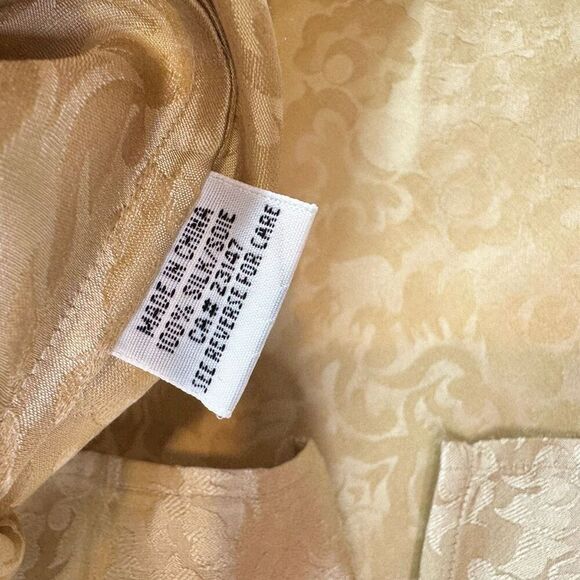 MADE IN CHINA
100% SILK/SOIE
CA# 23147
SEE REVERSE FOR CARE